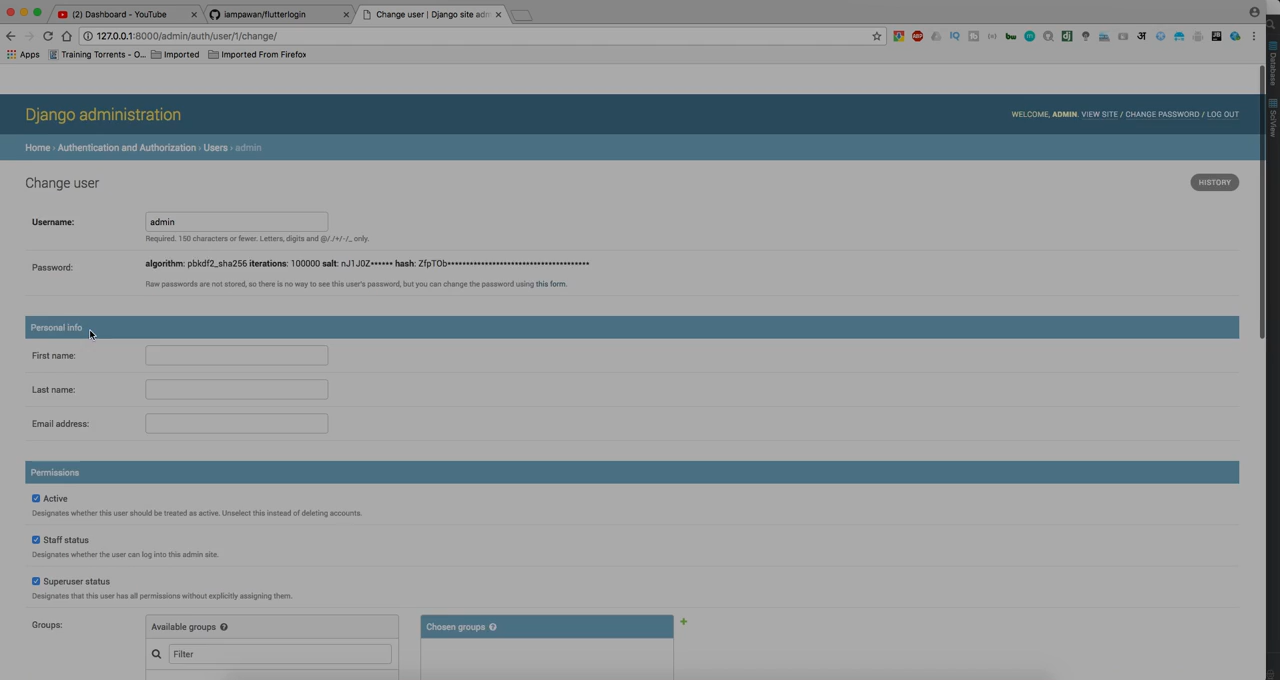 (2) Dashboard - YouTube
iampawan/flutterlogin
Change user | Django site adm
127.0.0.1:8000/admin/auth/user/1/change/
Apps
Training Torrents - O...
Imported
Imported From Firefox
Database
SciView
Django administration
WELCOME, ADMIN. VIEW SITE / CHANGE PASSWORD / LOG OUT
Home › Authentication and Authorization › Users › admin
Change user
HISTORY
Username:
admin
Required. 150 characters or fewer. Letters, digits and @/./+/-/_ only.
Password:
algorithm: pbkdf2_sha256 iterations: 100000 salt: nJ1J0Z****** hash: ZfpTOb**************************************
Raw passwords are not stored, so there is no way to see this user's password, but you can change the password using this form.
Personal info
First name:
Last name:
Email address:
Permissions
Active
Designates whether this user should be treated as active. Unselect this instead of deleting accounts.
Staff status
Designates whether the user can log into this admin site.
Superuser status
Designates that this user has all permissions without explicitly assigning them.
Groups:
Available groups
Chosen groups
Filter